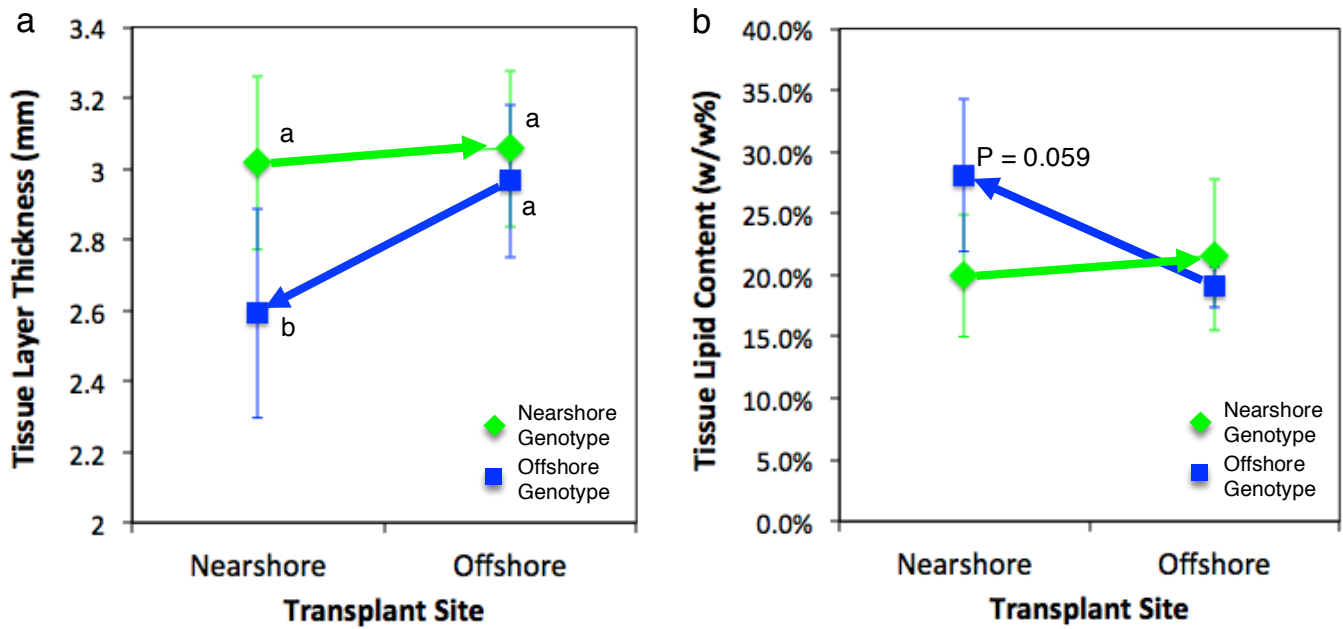 a
3.4
3.2
3
2.8
2.6
2.4
2.2
2
Tissue Layer Thickness (mm)
a
a
a
b
Nearshore
Genotype
Offshore
Genotype
Nearshore
Offshore
Transplant Site
b
40.0%
35.0%
30.0%
25.0%
20.0%
15.0%
10.0%
5.0%
0.0%
Tissue Lipid Content (w/w%)
P = 0.059
Nearshore
Genotype
Offshore
Genotype
Nearshore
Offshore
Transplant Site